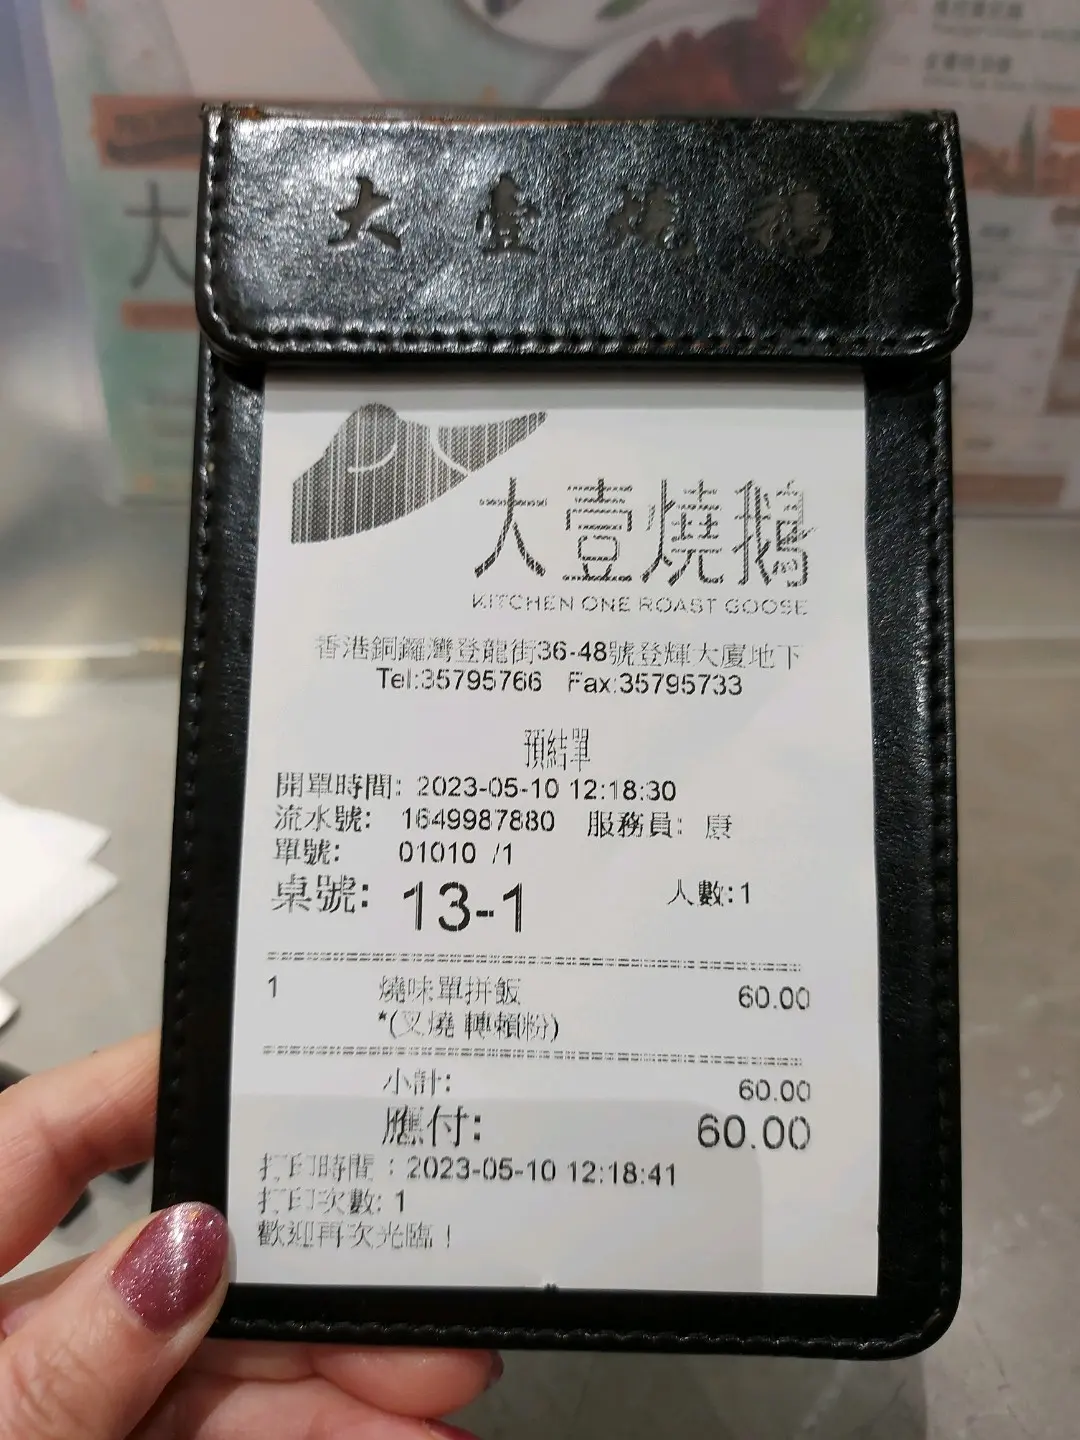 大壹燒鵝
大
大壹燒鵝
KITCHEN ONE ROAST GOOSE
香港銅鑼灣登龍街36-48號登輝大廈地下
Tel:35795766 Fax:35795733
預結單
開單時間: 2023-05-10 12:18:30
流水號: 1649987880 服務員: 康
單號: 01010 /1
桌號: 13-1 人數:1
1 燒味單拼飯 60.00
*(叉燒 轉賴粉)
小計: 60.00
應付: 60.00
打印時間 : 2023-05-10 12:18:41
打印次數: 1
歡迎再次光臨！